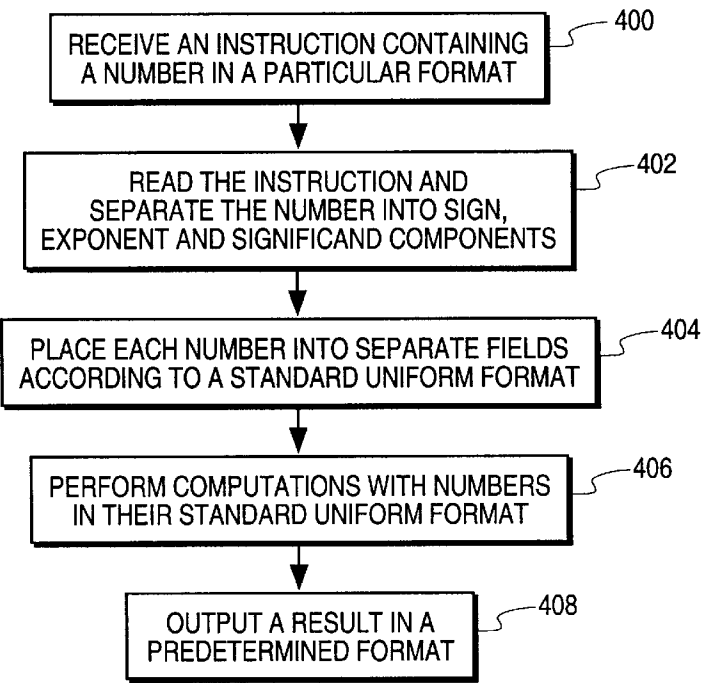 RECEIVE AN INSTRUCTION CONTAINING
A NUMBER IN A PARTICULAR FORMAT
400
READ THE INSTRUCTION AND
SEPARATE THE NUMBER INTO SIGN,
EXPONENT AND SIGNIFICAND COMPONENTS
402
PLACE EACH NUMBER INTO SEPARATE FIELDS
ACCORDING TO A STANDARD UNIFORM FORMAT
404
PERFORM COMPUTATIONS WITH NUMBERS
IN THEIR STANDARD UNIFORM FORMAT
406
OUTPUT A RESULT IN A
PREDETERMINED FORMAT
408